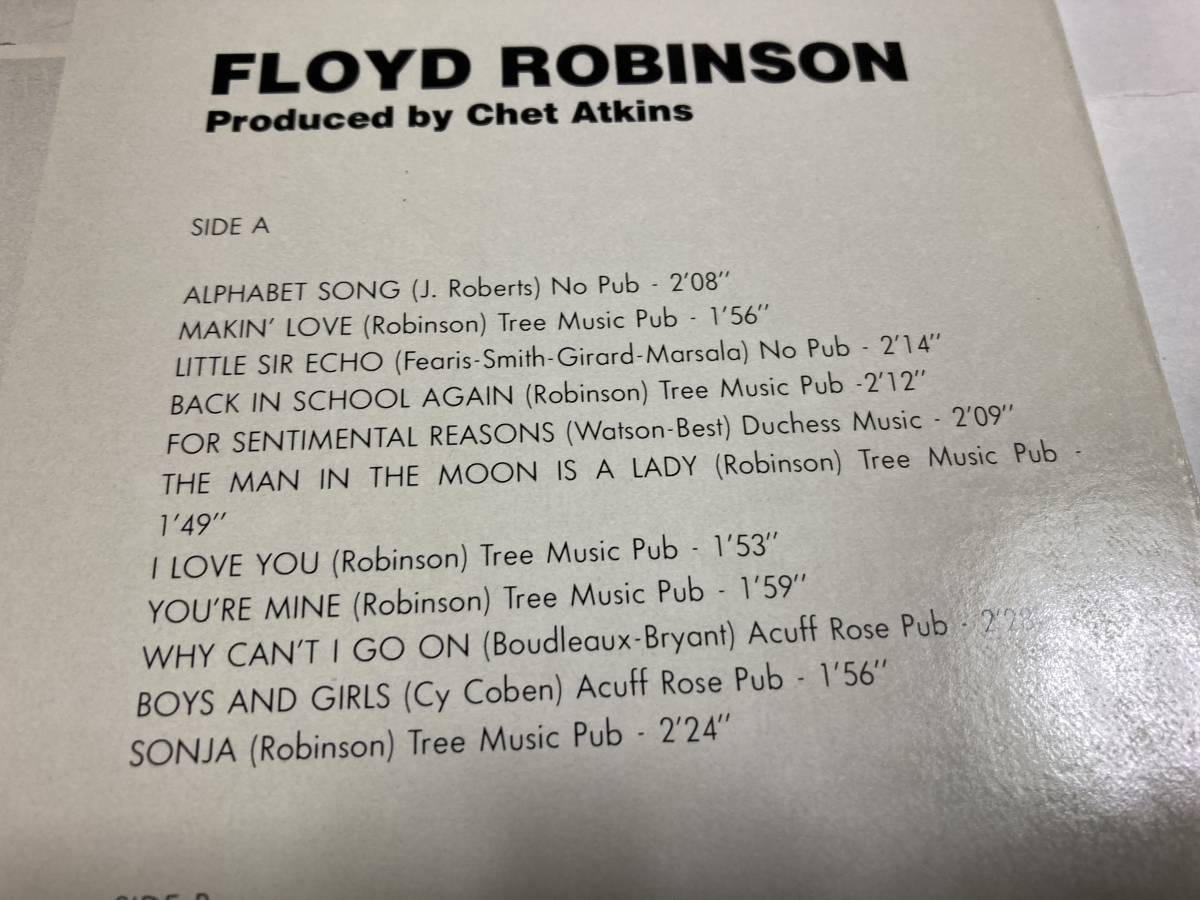 FLOYD ROBINSON
Produced by Chet Atkins
SIDE A
ALPHABET SONG (J. Roberts) No Pub - 2'08"
MAKIN' LOVE (Robinson) Tree Music Pub - 1'56"
LITTLE SIR ECHO (Fearis-Smith-Girard-Marsala) No Pub - 2'14"
BACK IN SCHOOL AGAIN (Robinson) Tree Music Pub -2'12"
FOR SENTIMENTAL REASONS (Watson-Best) Duchess Music - 2'09"
THE MAN IN THE MOON IS A LADY (Robinson) Tree Music Pub -
1'49"
I LOVE YOU (Robinson) Tree Music Pub - 1'53"
YOU'RE MINE (Robinson) Tree Music Pub - 1'59"
WHY CAN'T I GO ON (Boudleaux-Bryant) Acuff Rose Pub -
BOYS AND GIRLS (Cy Coben) Acuff Rose Pub - 1'56"
SONJA (Robinson) Tree Music Pub - 2'24"
SIDE B